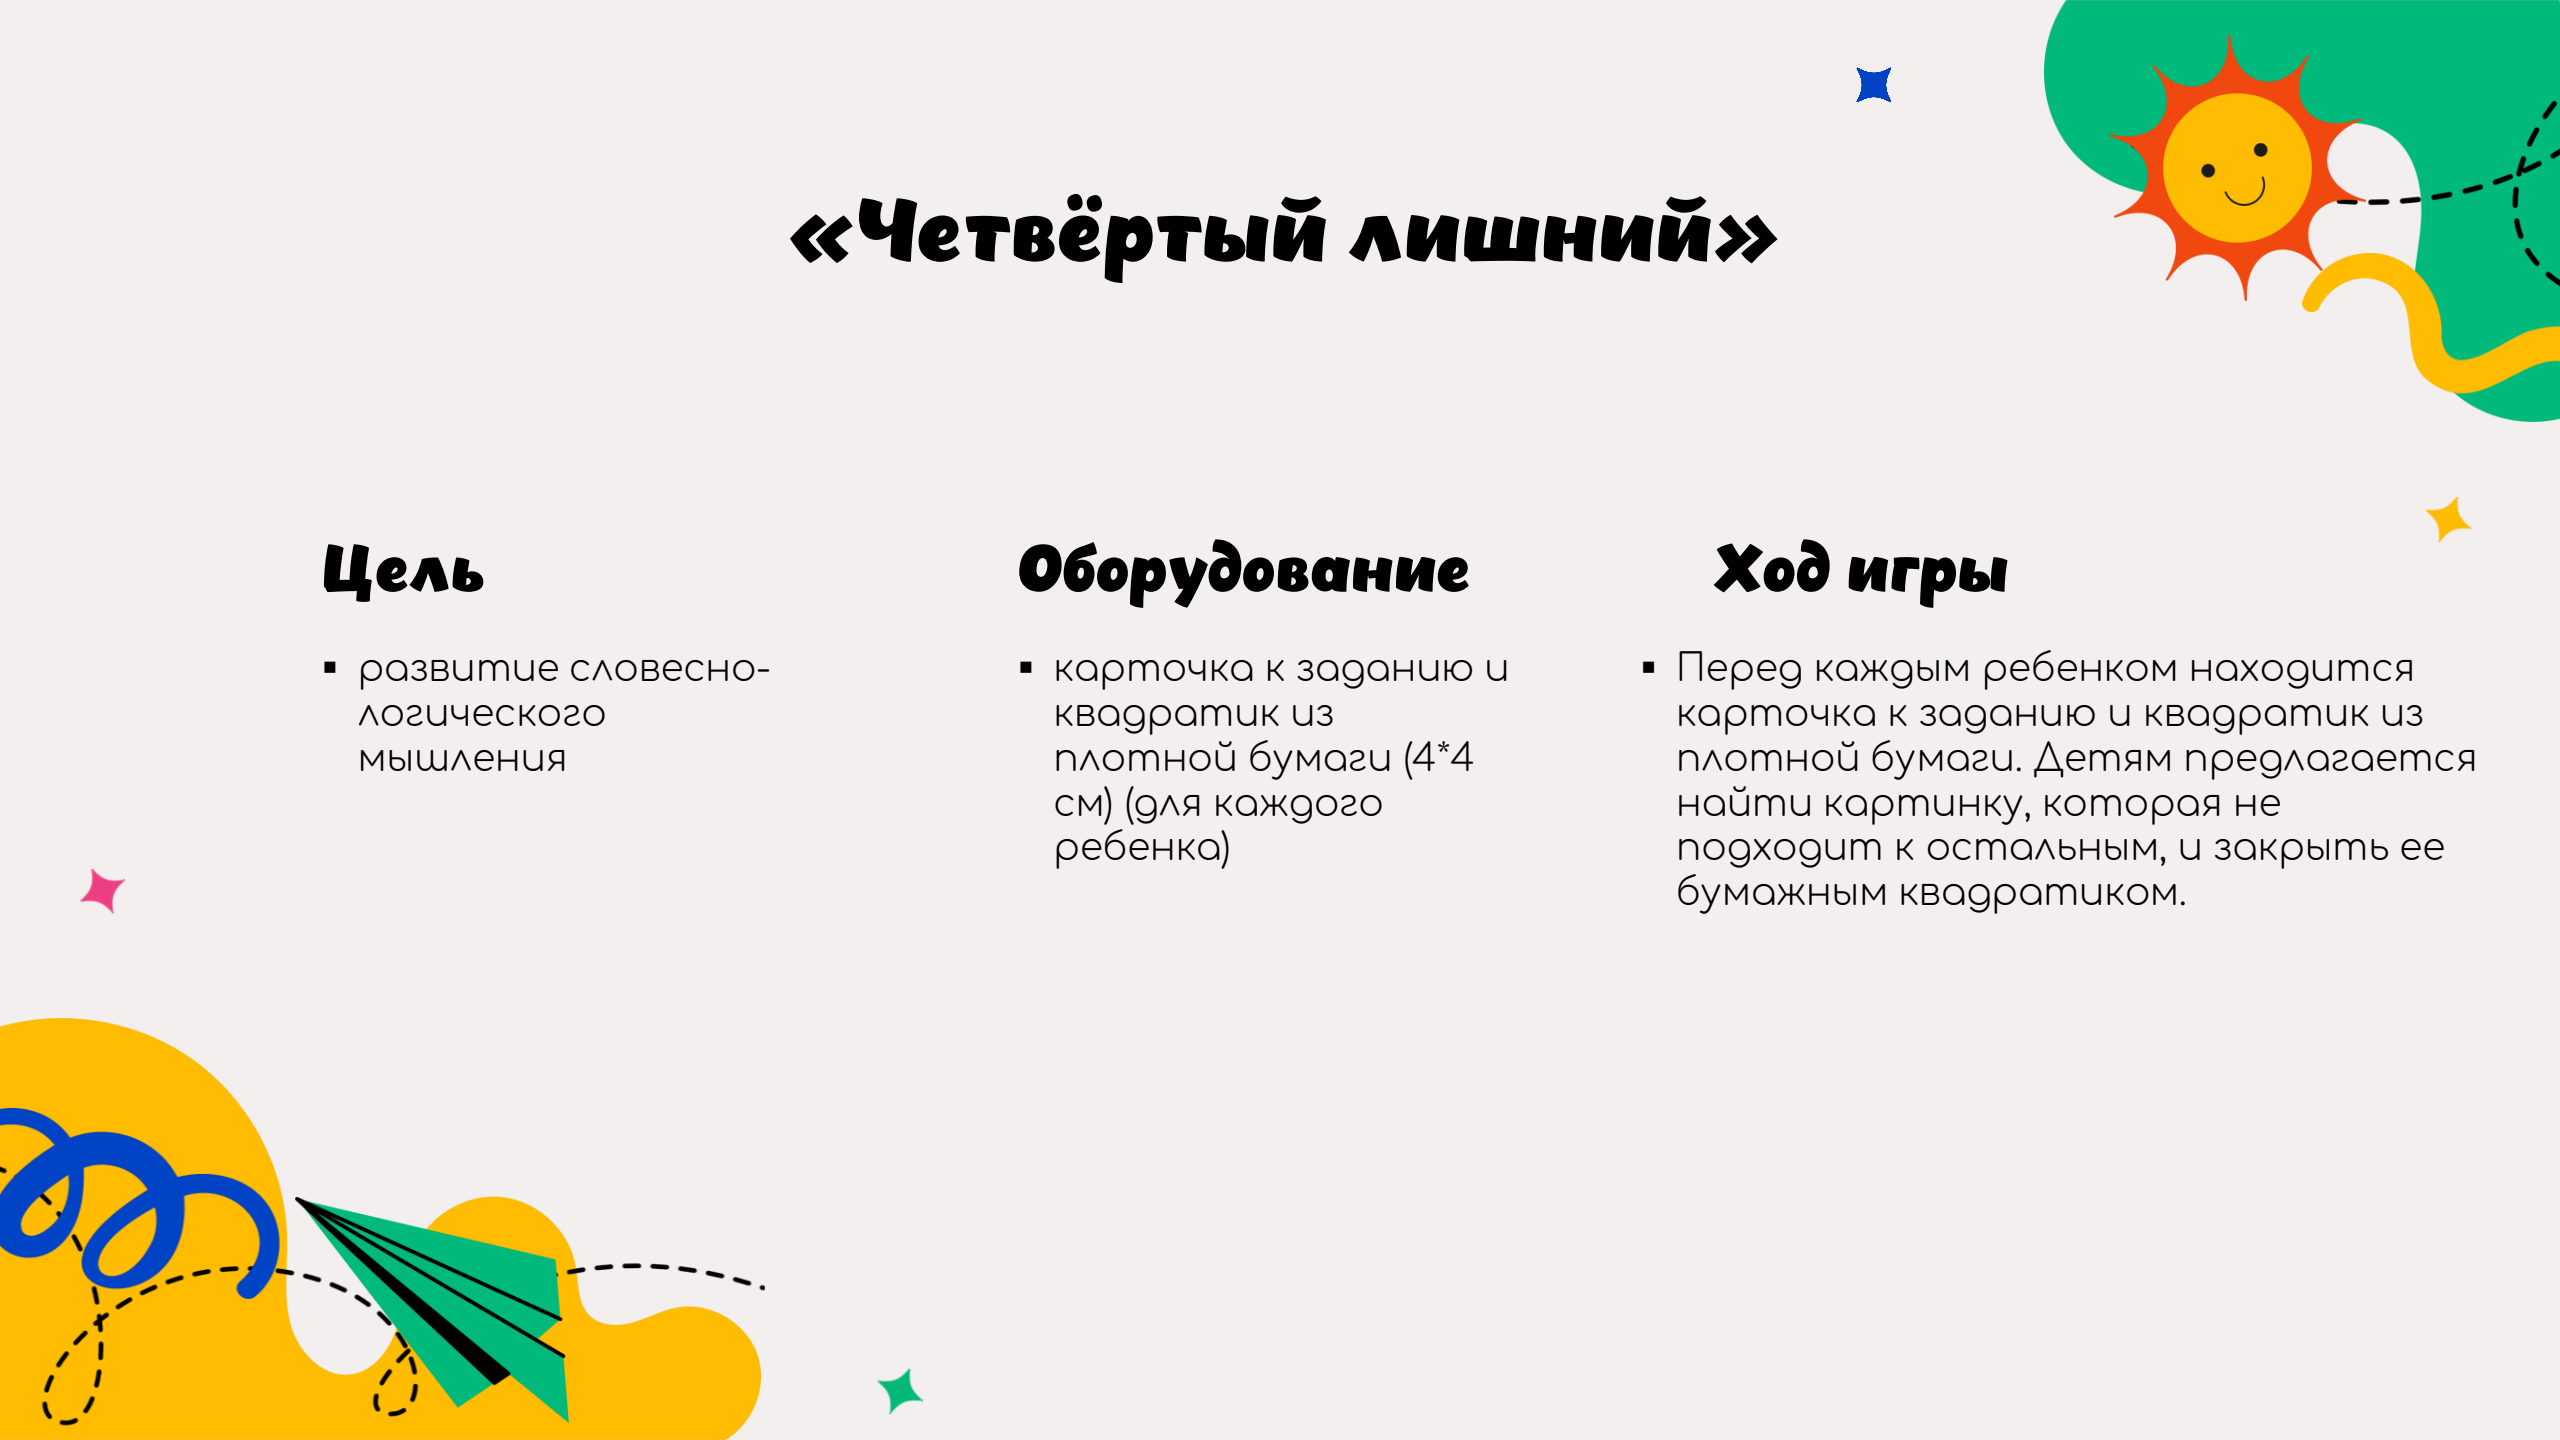 «Четвёртый лишний»
Цель
▪ развитие словесно-
логического
мышления
Оборудование
▪ карточка к заданию и
квадратик из
плотной бумаги (4*4
см) (для каждого
ребенка)
Ход игры
▪ Перед каждым ребенком находится
карточка к заданию и квадратик из
плотной бумаги. Детям предлагается
найти картинку, которая не
подходит к остальным, и закрыть ее
бумажным квадратиком.